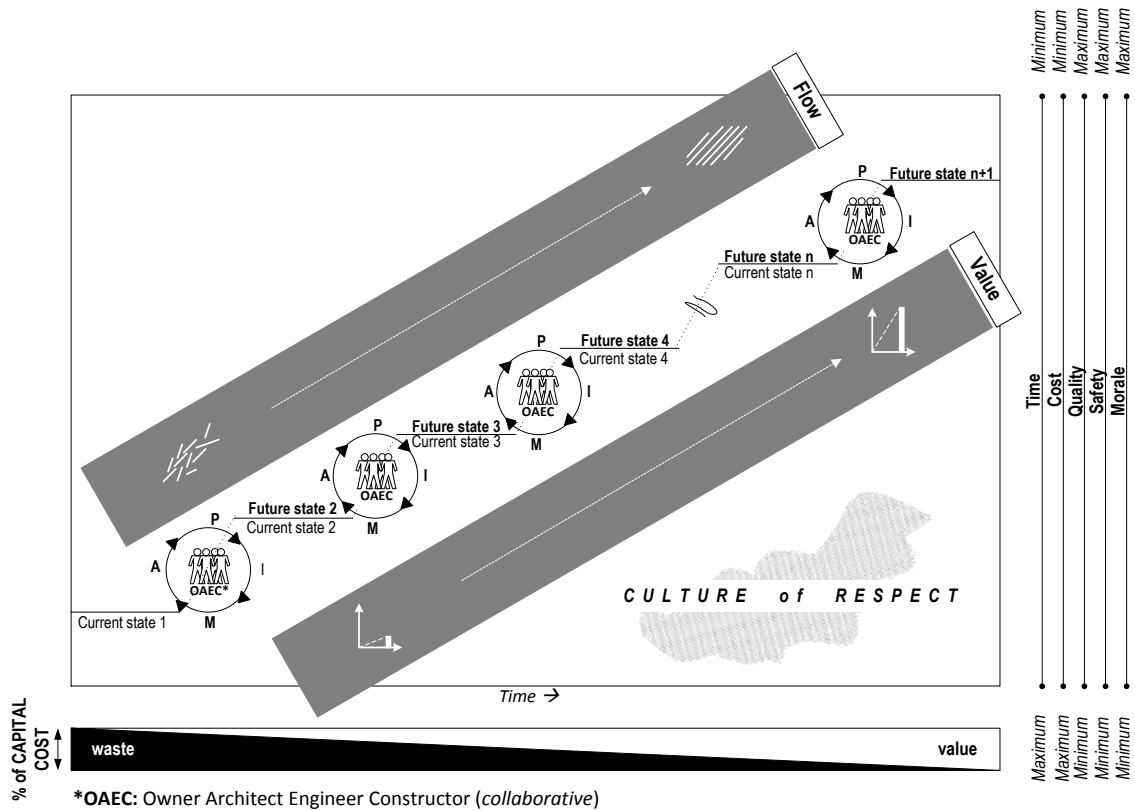 Minimum
Minimum
Maximum
Maximum
Maximum
Flow
P
Future state n+1
A
I
OAEC
M
Future state n
Current state n
Value
P
Future state 4
Current state 4
A
I
OAEC
M
Time
Cost
Quality
Safety
Morale
P
Future state 3
Current state 3
A
I
OAEC
M
P
Future state 2
Current state 2
A
I
OAEC*
M
Current state 1
CULTURE of RESPECT
Time →
% of CAPITAL
COST
waste
value
Maximum
Maximum
Minimum
Minimum
Minimum
*OAEC: Owner Architect Engineer Constructor (collaborative)